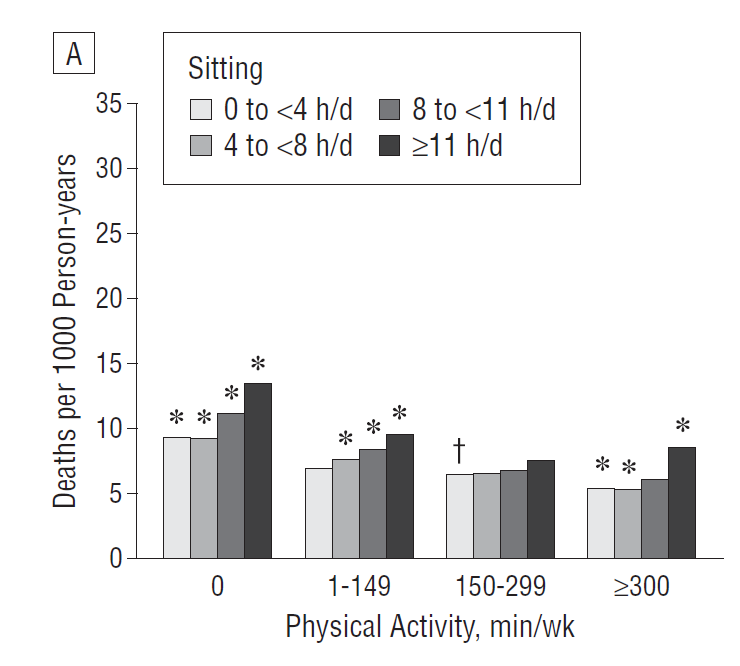 A
Sitting
0 to <4 h/d 8 to <11 h/d
4 to <8 h/d ≥11 h/d
Deaths per 1000 Person-years
35
30
25
20
15
10
5
0
* * * *
* * *
†
* * *
0 1-149 150-299 ≥300
Physical Activity, min/wk